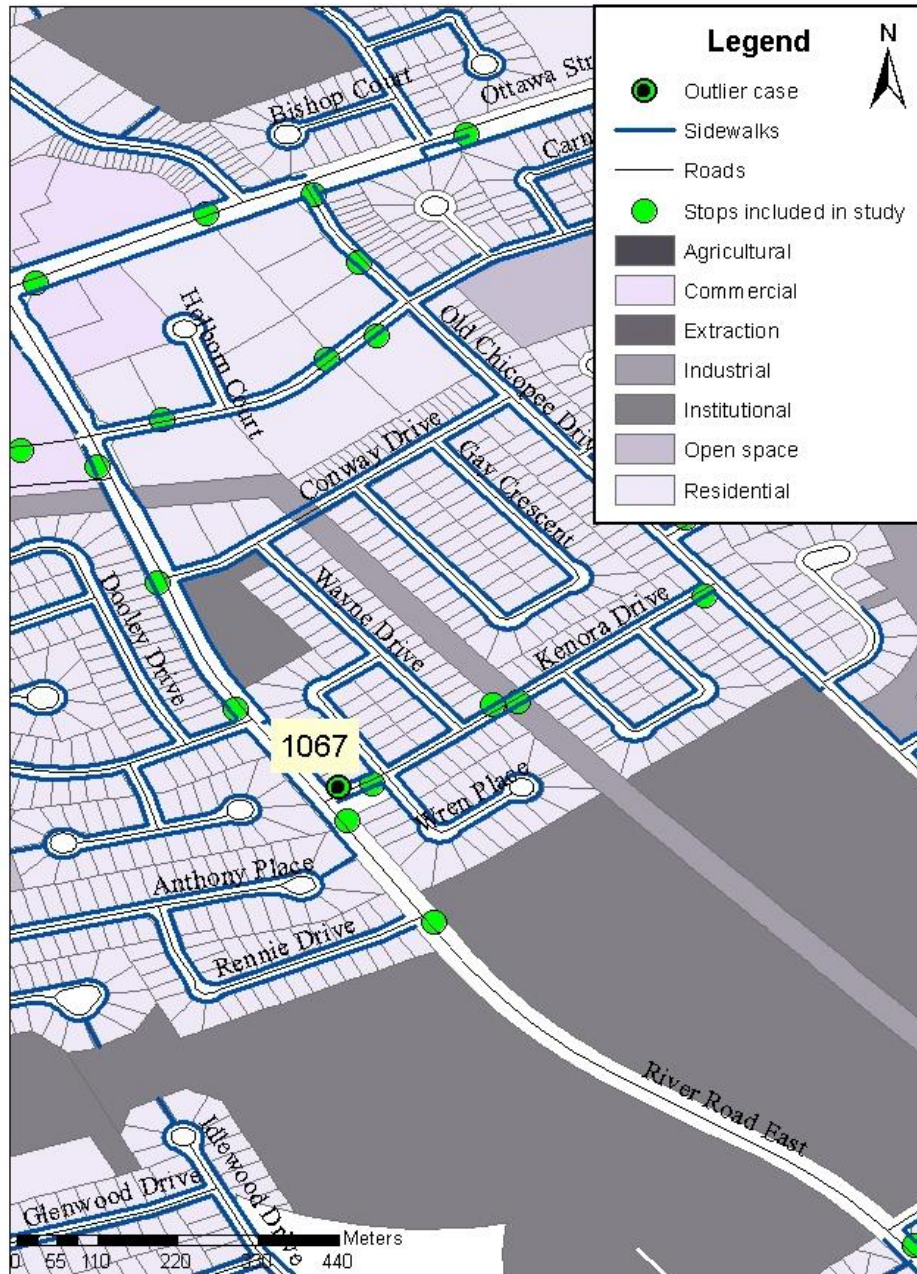 Legend
N
Outlier case
Sidewalks
Roads
Stops included in study
Agricultural
Commercial
Extraction
Industrial
Institutional
Open space
Residential
Bishop Court
Ottawa Str
Carn
Holborn Court
Old Chicopee Driv
Conway Drive
Gay Crescent
Dooley Drive
Wayne Drive
Kenora Drive
1067
Wren Place
Anthony Place
Rennie Drive
River Road East
Idlewood Drive
Glenwood Drive
Meters
0 55 110 220 330 440